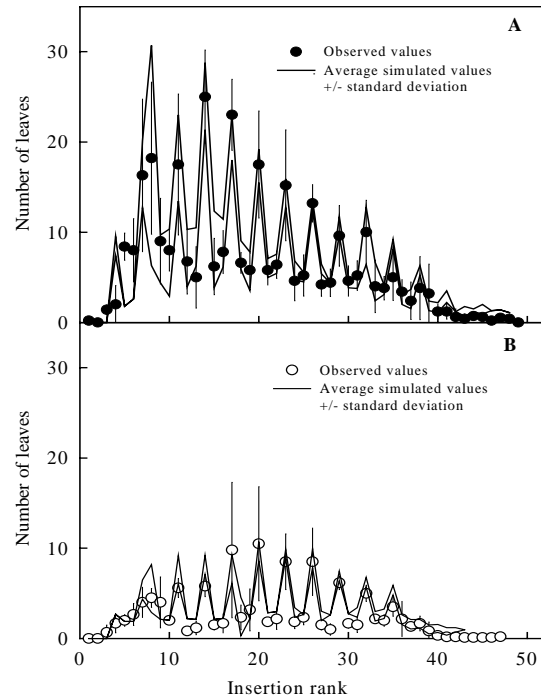 A
30
20
10
0
Number of leaves
Observed values
Average simulated values
+/- standard deviation
B
30
20
10
0
Number of leaves
Observed values
Average simulated values
+/- standard deviation
0 10 20 30 40 50
Insertion rank